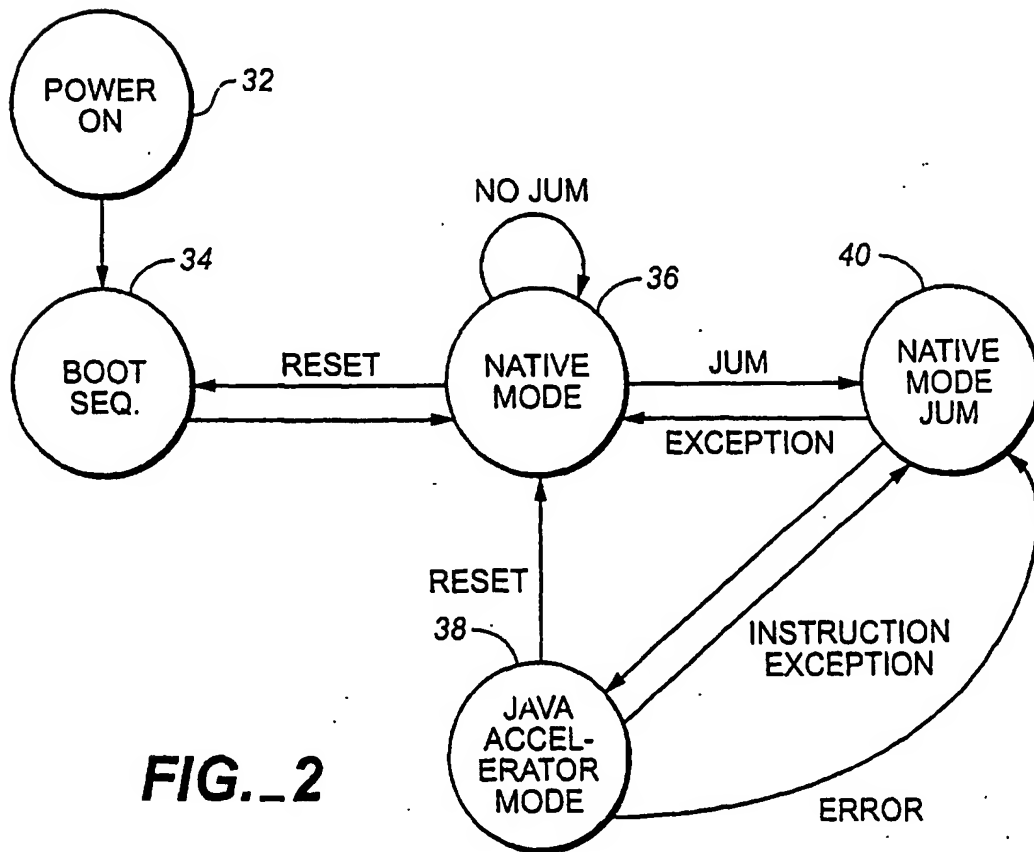 POWER
ON
32
NO JUM
34
36
40
BOOT
SEQ.
RESET
NATIVE
MODE
JUM
NATIVE
MODE
JUM
EXCEPTION
RESET
38
INSTRUCTION
EXCEPTION
JAVA
ACCEL-
ERATOR
MODE
ERROR
FIG._2